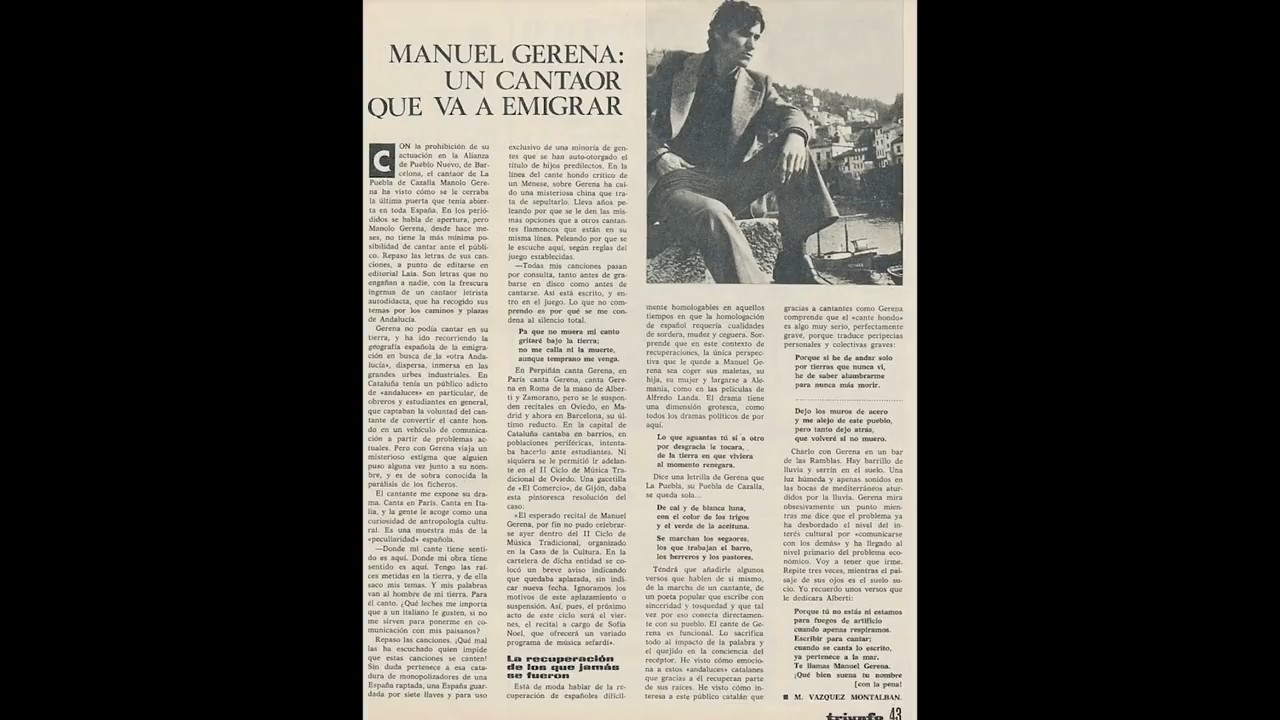 MANUEL GERENA:
UN CANTAOR
QUE VA A EMIGRAR
CON la prohibición de su
actuación en la Alianza
de Pueblo Nuevo, de Bar-
celona, el cantaor de La
Puebla de Cazalla Manolo Gere-
na ha visto cómo se le cerraba
la última puerta que tenía abier-
ta en toda España. En los perió-
didos se habla de apertura, pero
Manolo Gerena, desde hace me-
ses, no tiene la más mínima po-
sibilidad de cantar ante el públi-
co. Repaso las letras de sus can-
ciones, a punto de editarse en
editorial Laia. Son letras que no
engañan a nadie, con la frescura
ingenua de un cantaor letrista
autodidacta, que ha recogido sus
temas por los caminos y plazas
de Andalucía.
Gerena no podía cantar en su
tierra, y ha ido recorriendo la
geografía española de la emigra-
ción en busca de la «otra Anda-
lucía», dispersa, inmersa en las
grandes urbes industriales. En
Cataluña tenía un público adicto
de «andaluces» en particular, de
obreros y estudiantes en general,
que captaban la voluntad del can-
tante de convertir el cante hon-
do en un vehículo de comunica-
ción a partir de problemas ac-
tuales. Pero con Gerena viaja un
misterioso estigma que alguien
puso alguna vez junto a su nom-
bre, y es de sobra conocida la
parálisis de los ficheros.
El cantante me expone su dra-
ma. Canta en París. Canta en Ita-
lia, y la gente le acoge como una
curiosidad de antropología cultu-
ral. Es una muestra más de la
«peculiaridad» española.
—Donde mi cante tiene senti-
do es aquí. Donde mi obra tiene
sentido es aquí. Tengo las raí-
ces metidas en la tierra, y de ella
saco mis temas. Y mis palabras
van al hombre de mi tierra. Para
él canto. ¿Qué leches me importa
que a un italiano le gusten, si no
me sirven para ponerme en co-
municación con mis paisanos?
Repaso las canciones. ¡Qué mal
las ha escuchado quien impide
que estas canciones se canten!
Sin duda pertenece a esa cata-
dura de monopolizadores de una
España raptada, una España guar-
dada por siete llaves y para uso
exclusivo de una minoría de gen-
tes que se han auto-otorgado el
título de hijos predilectos. En la
línea del cante hondo crítico de
un Menese, sobre Gerena ha caí-
do una misteriosa china que tra-
ta de sepultarlo. Lleva años pe-
leando por que se le den las mis-
mas opciones que a otros cantan-
tes flamencos que están en su
misma línea. Peleando por que se
le escuche aquí, según reglas del
juego establecidas.
—Todas mis canciones pasan
por consulta, tanto antes de gra-
barse en disco como antes de
cantarse. Así está escrito, y en-
tro en el juego. Lo que no com-
prendo es por qué se me con-
dena al silencio total.
Pa que no muera mi canto
gritaré bajo la tierra;
no me calla ni la muerte,
aunque temprano me venga.
En Perpiñán canta Gerena, en
París canta Gerena, canta Gere-
na en Roma de la mano de Alber-
ti y Zamorano, pero se le suspen-
den recitales en Oviedo, en Ma-
drid y ahora en Barcelona, su úl-
timo reducto. En la capital de
Cataluña cantaba en barrios, en
poblaciones periféricas, intenta-
ba hacerlo ante estudiantes. Ni
siquiera se le permitió ir adelan-
te en el II Ciclo de Música Tra-
dicional de Oviedo. Una gacetilla
de «El Comercio», de Gijón, daba
esta pintoresca resolución del
caso:
«El esperado recital de Manuel
Gerena, por fin no pudo celebrar-
se ayer dentro del II Ciclo de
Música Tradicional, organizado
en la Casa de la Cultura. En la
cartelera de dicha entidad se co-
locó un breve aviso indicando
que quedaba aplazada, sin indi-
car nueva fecha. Ignoramos los
motivos de este aplazamiento o
suspensión. Así, pues, el próximo
acto de este ciclo será el vier-
nes, el recital a cargo de Sofía
Noel, que ofrecerá un variado
programa de música sefardí».
La recuperación
de los que jamás
se fueron
Está de moda hablar de la re-
cuperación de españoles difícil-
mente homologables en aquellos
tiempos en que la homologación
de español requería cualidades
de sordera, mudez y ceguera. Sor-
prende que en este contexto de
recuperaciones, la única perspec-
tiva que le quede a Manuel Ge-
rena sea coger sus maletas, su
hija, su mujer y largarse a Ale-
mania, como en las películas de
Alfredo Landa. El drama tiene
una dimensión grotesca, como
todos los dramas políticos de por
aquí.
Lo que aguantas tú si a otro
por desgracia le tocara,
de la tierra en que viviera
al momento renegara.
Dice una letrilla de Gerena que
La Puebla, su Puebla de Cazalla,
se queda sola...
De cal y de blanca luna,
con el color de los trigos
y el verde de la aceituna.
Se marchan los segaores,
los que trabajan el barro,
los herreros y los pastores.
Tendrá que añadirle algunos
versos que hablen de sí mismo,
de la marcha de un cantante, de
un poeta popular que escribe con
sinceridad y tosquedad y que tal
vez por eso conecta directamen-
te con su pueblo. El cante de Ge-
rena es funcional. Lo sacrifica
todo al impacto de la palabra y
el quejido en la conciencia del
recéptor. He visto cómo emocio-
na a estos «andaluces» catalanes
que gracias a él recuperan parte
de sus raíces. He visto cómo in-
teresa a este público catalán que
gracias a cantantes como Gerena
comprende que el «cante hondo»
es algo muy serio, perfectamente
grave, porque traduce peripecias
personales y colectivas graves:
Porque si he de andar solo
por tierras que nunca vi,
he de saber alumbrarme
para nunca más morir.
Dejo los muros de acero
y me alejo de este pueblo,
pero tanto dejo atrás,
que volveré si no muero.
Charlo con Gerena en un bar
de las Ramblas. Hay barrillo de
lluvia y serrín en el suelo. Una
luz húmeda y apenas sonidos en
las bocas de mediterráneos atur-
didos por la lluvia. Gerena mira
obsesivamente un punto mien-
tras me dice que el problema ya
ha desbordado el nivel del in-
terés cultural por «comunicarse
con los demás» y ha llegado al
nivel primario del problema eco-
nómico. Voy a tener que irme.
Repite tres veces, mientras el pai-
saje de sus ojos es el suelo su-
cio. Yo recuerdo unos versos que
le dedicara Alberti:
Porque tú no estás ni estamos
para fuegos de artificio
cuando apenas respiramos.
Escribir para cantar;
cuando se canta lo escrito,
ya pertenece a la mar.
Te llamas Manuel Gerena.
¡Qué bien suena tu nombre
[con la pena!
■ M. VAZQUEZ MONTALBAN.
triunfo 43